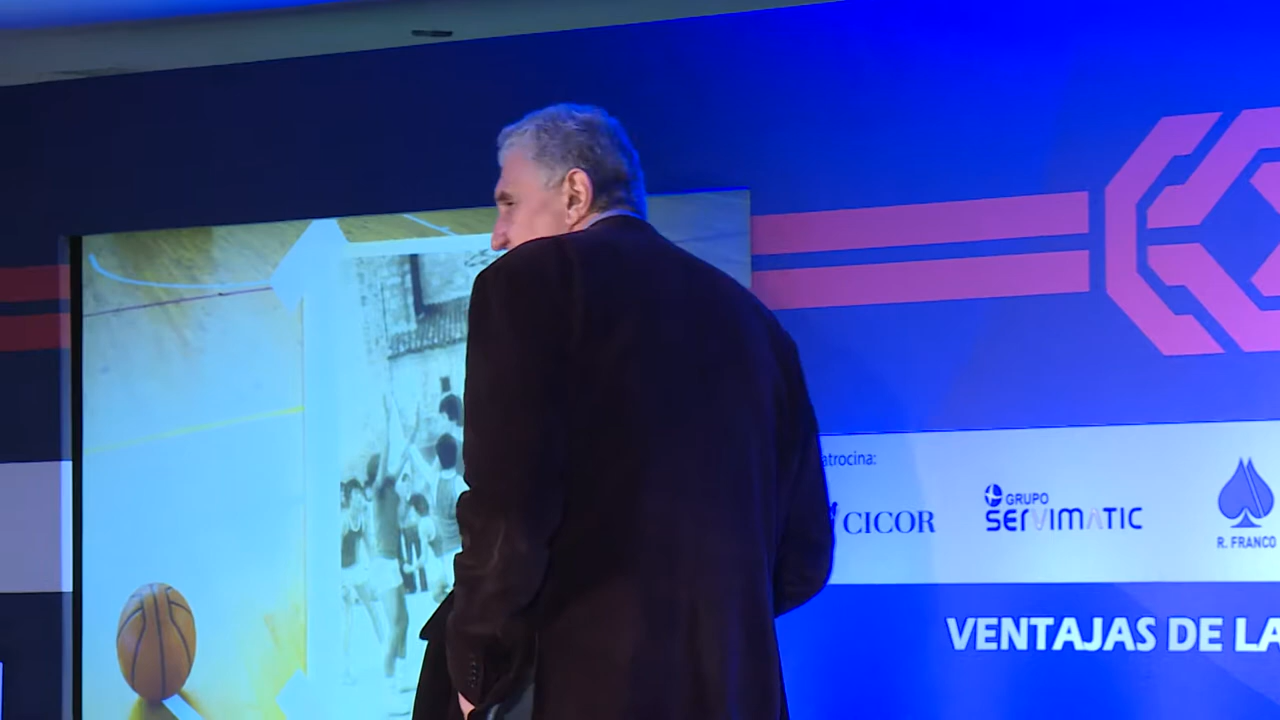 atrocina:
CICOR
GRUPO
SERVIMATIC
R. FRANCO
VENTAJAS DE LA